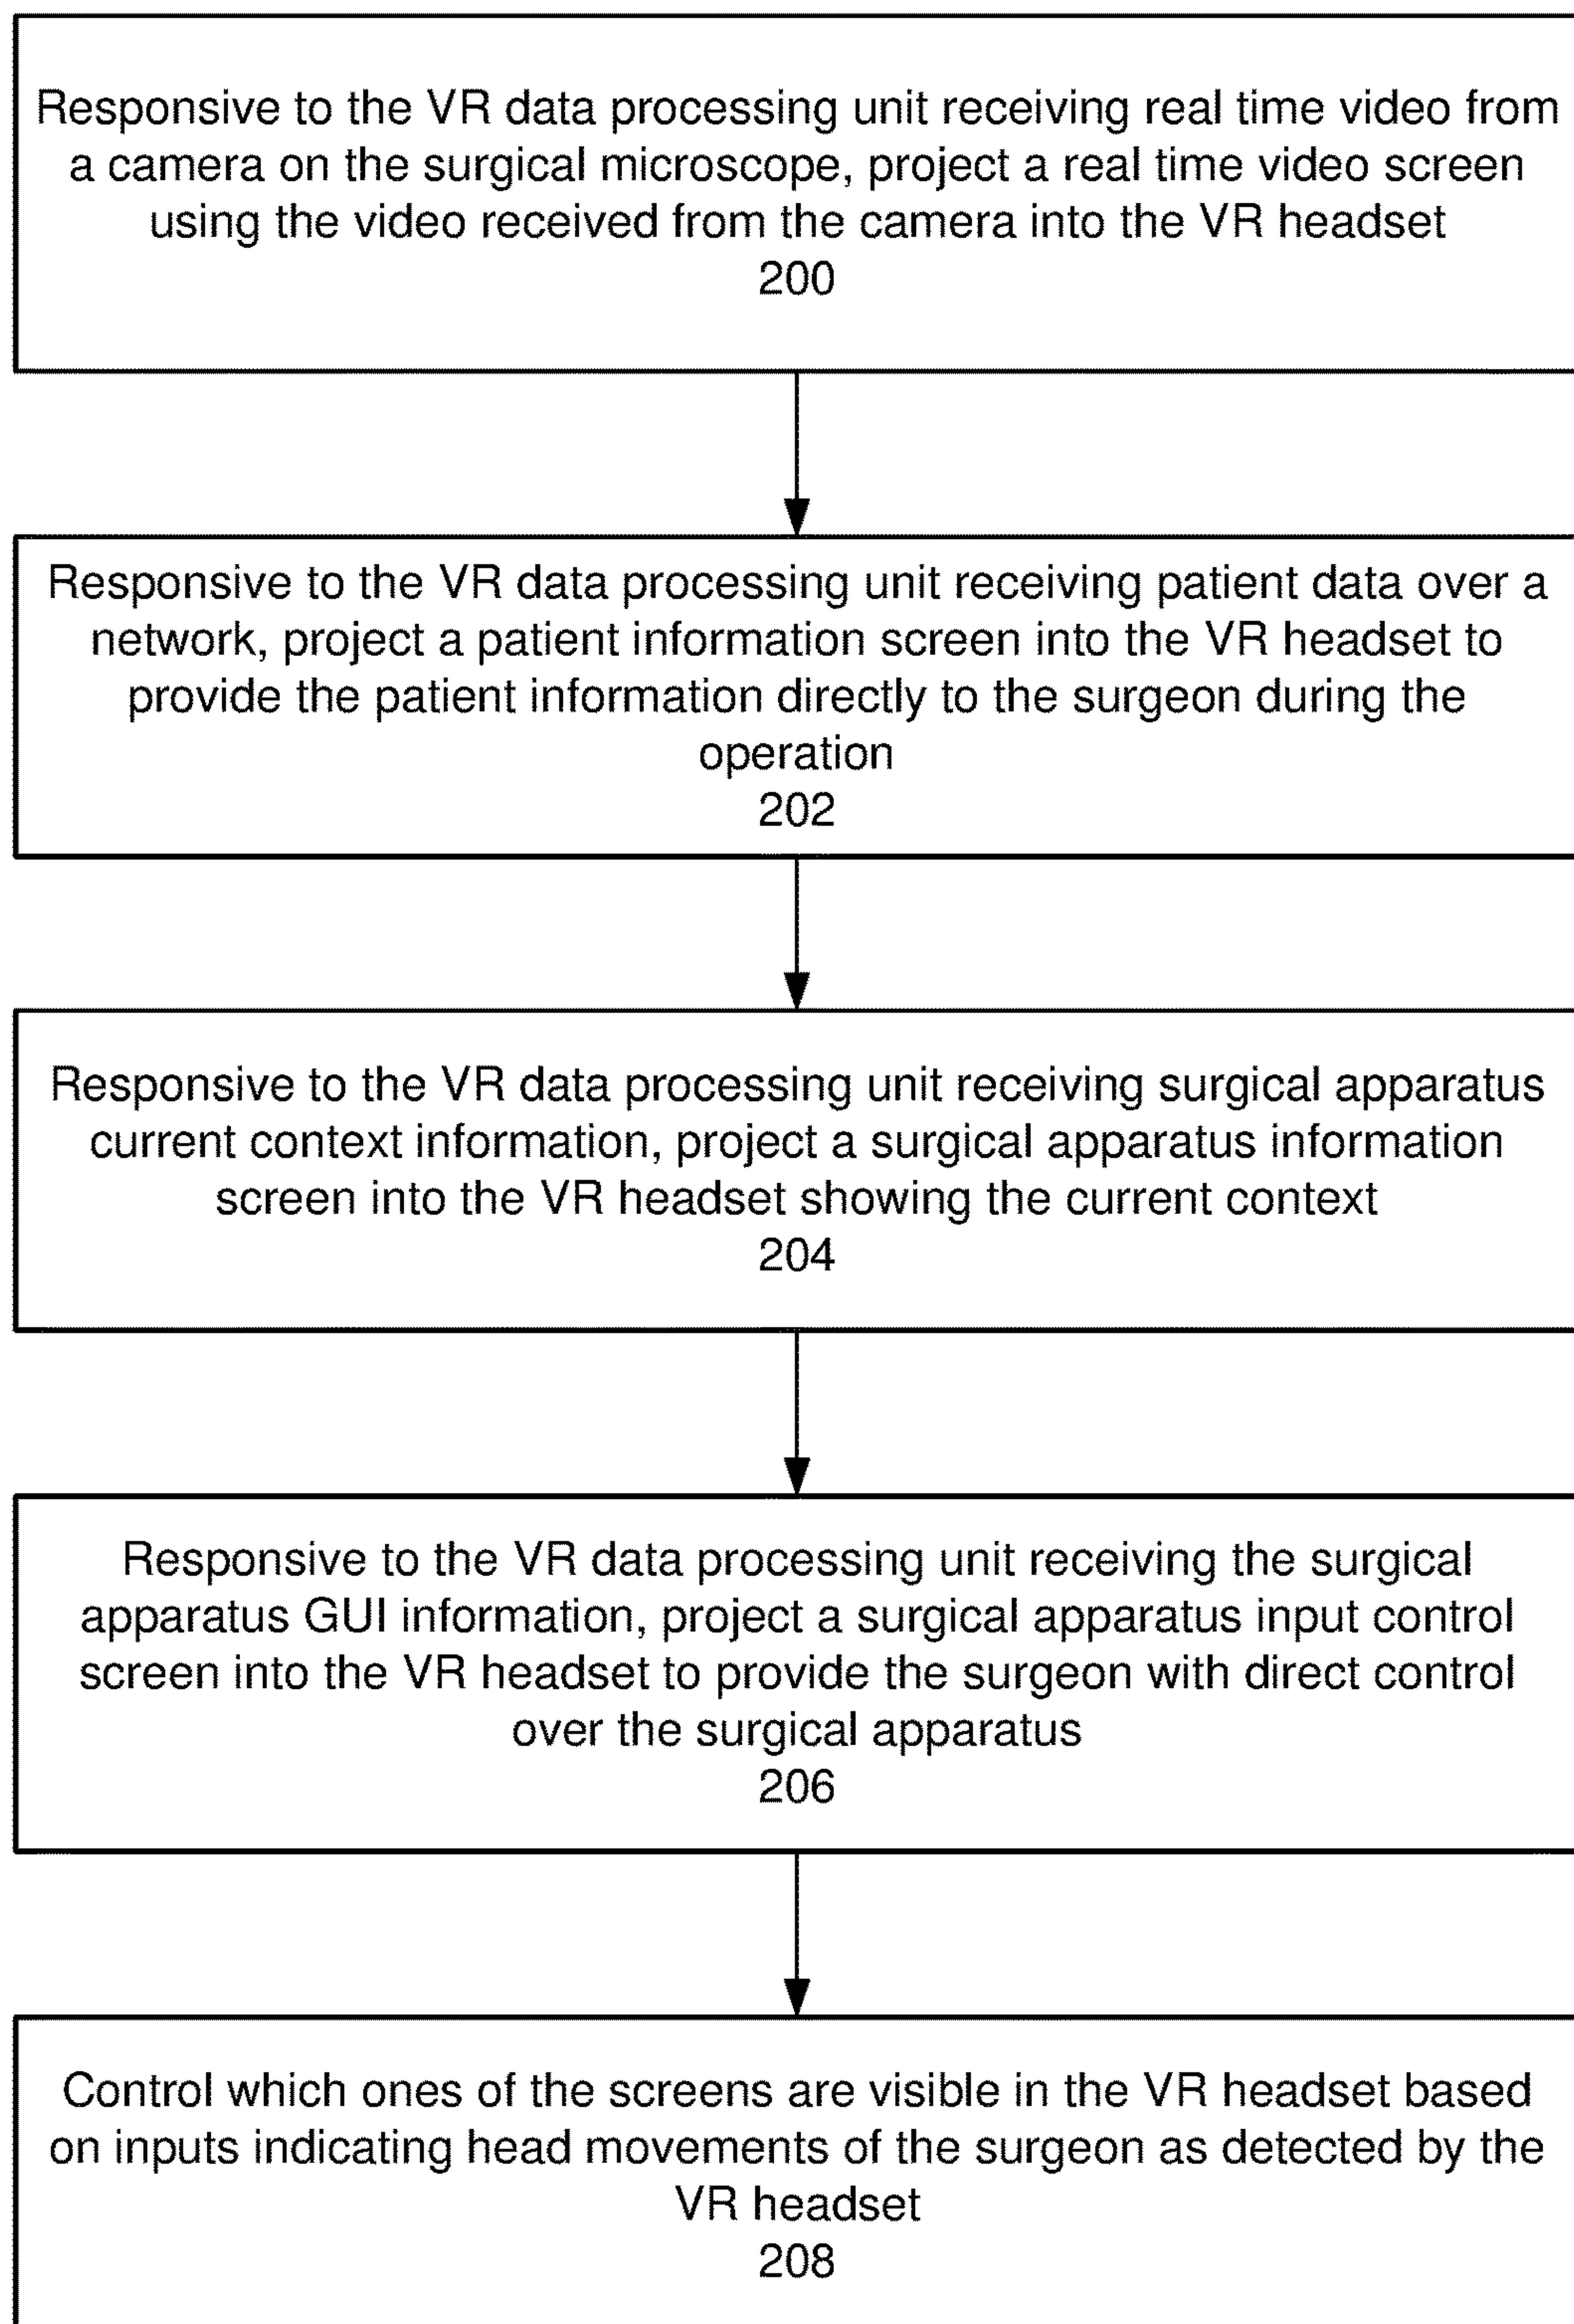 Responsive to the VR data processing unit receiving real time video from
a camera on the surgical microscope, project a real time video screen
using the video received from the camera into the VR headset
200
Responsive to the VR data processing unit receiving patient data over a
network, project a patient information screen into the VR headset to
provide the patient information directly to the surgeon during the
operation
202
Responsive to the VR data processing unit receiving surgical apparatus
current context information, project a surgical apparatus information
screen into the VR headset showing the current context
204
Responsive to the VR data processing unit receiving the surgical
apparatus GUI information, project a surgical apparatus input control
screen into the VR headset to provide the surgeon with direct control
over the surgical apparatus
206
Control which ones of the screens are visible in the VR headset based
on inputs indicating head movements of the surgeon as detected by the
VR headset
208